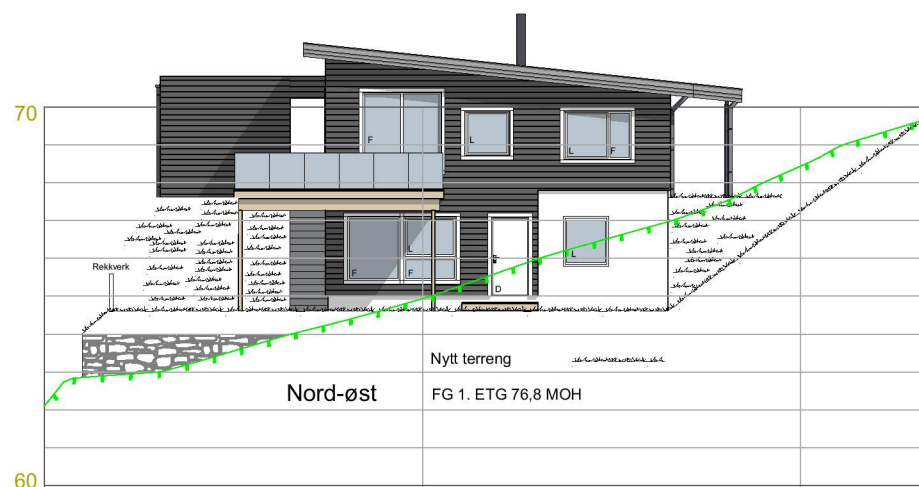 70
F
F
L
L
F
F
L
F
L
D
Rekkverk
Nytt terreng
Nord-øst
FG 1. ETG 76,8 MOH
60